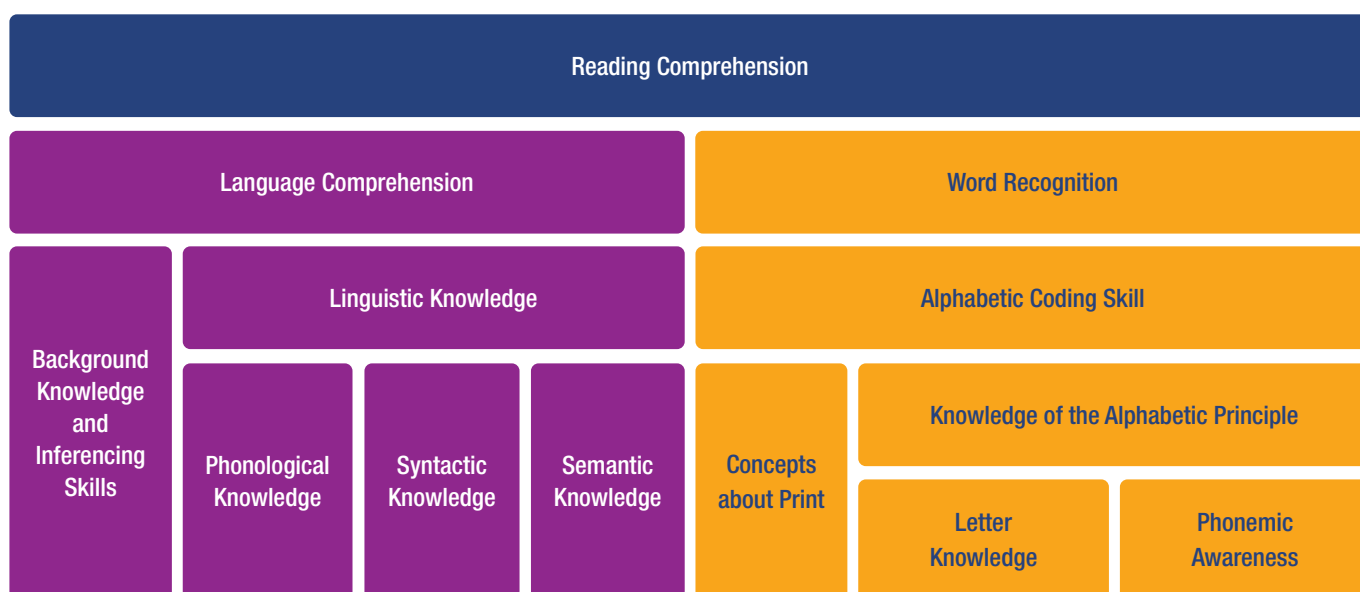 Reading Comprehension
Language Comprehension
Word Recognition
Background
Knowledge
and
Inferencing
Skills
Linguistic Knowledge
Phonological
Knowledge
Syntactic
Knowledge
Semantic
Knowledge
Alphabetic Coding Skill
Concepts
about Print
Knowledge of the Alphabetic Principle
Letter
Knowledge
Phonemic
Awareness